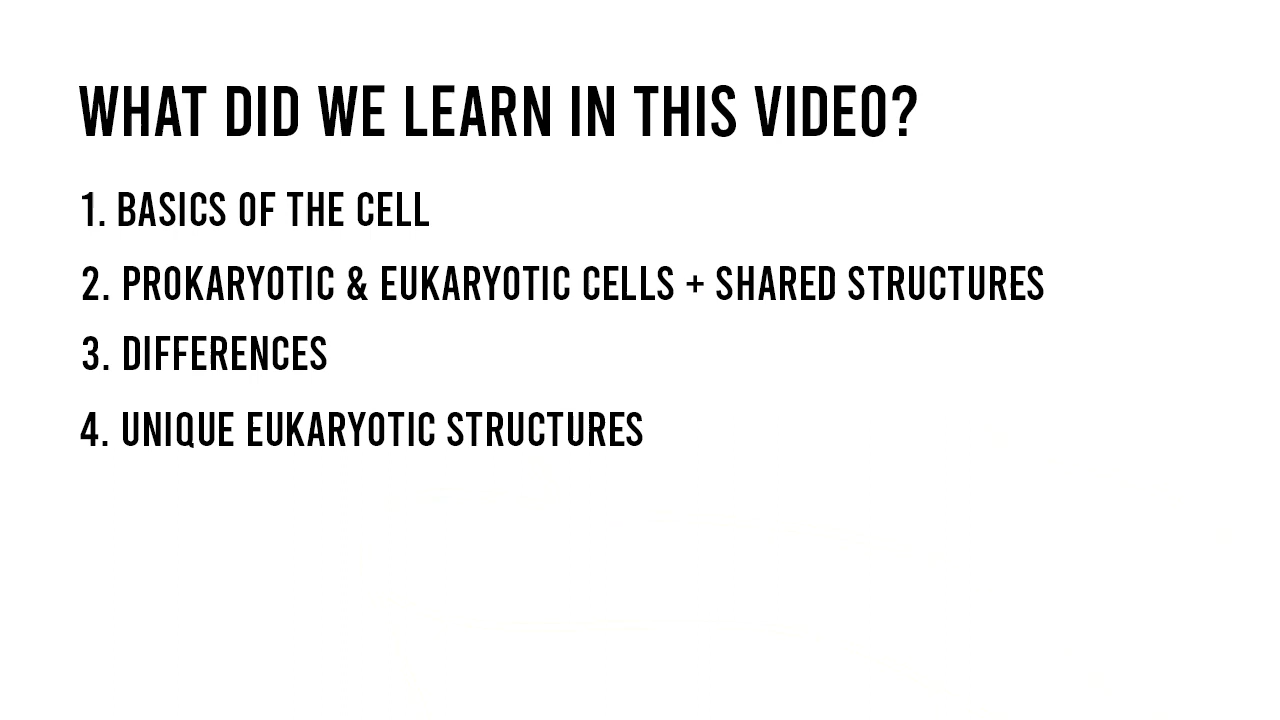 WHAT DID WE LEARN IN THIS VIDEO?
1. BASICS OF THE CELL
2. PROKARYOTIC & EUKARYOTIC CELLS + SHARED STRUCTURES
3. DIFFERENCES
4. UNIQUE EUKARYOTIC STRUCTURES